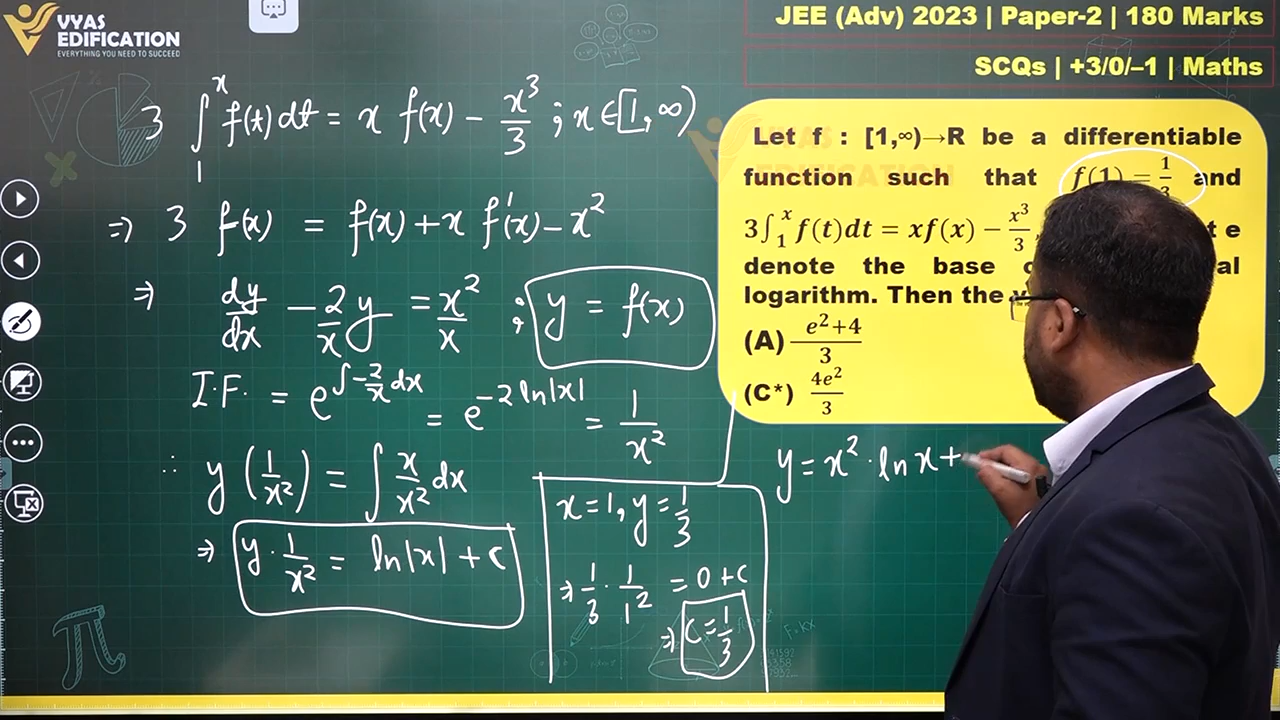 VYAS
EDIFICATION
EVERYTHING YOU NEED TO SUCCEED
JEE (Adv) 2023 | Paper-2 | 180 Marks
SCQs | +3/0/–1 | Maths
3 ∫₁ˣ f(t) dt = x f(x) − x³/3 ; x ∈ [1, ∞)
⇒ 3 f(x) = f(x) + x f'(x) − x²
⇒ dy/dx − 2/x y = x²/x ; y = f(x)
I.F. = e^(∫−2/x dx) = e^(−2 ln|x|) = 1/x²
∴ y (1/x²) = ∫ x/x² dx
⇒ y · 1/x² = ln|x| + c
x = 1, y = 1/3
⇒ 1/3 · 1/1² = 0 + c
⇒ c = 1/3
Let f : [1,∞)→R be a differentiable
function such that f(1) = 1/3 and
3∫₁ˣ f(t)dt = xf(x) − x³/3, e
denote the base
logarithm. Then the
(A) (e²+4)/3
(C*) 4e²/3
y = x² · ln x +